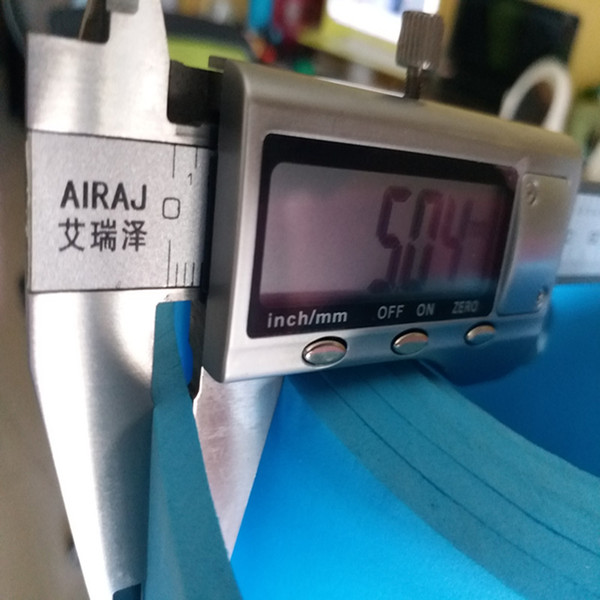 AIRAJ
艾瑞泽
0
1
5.04
inch/mm
OFF ON ZERO